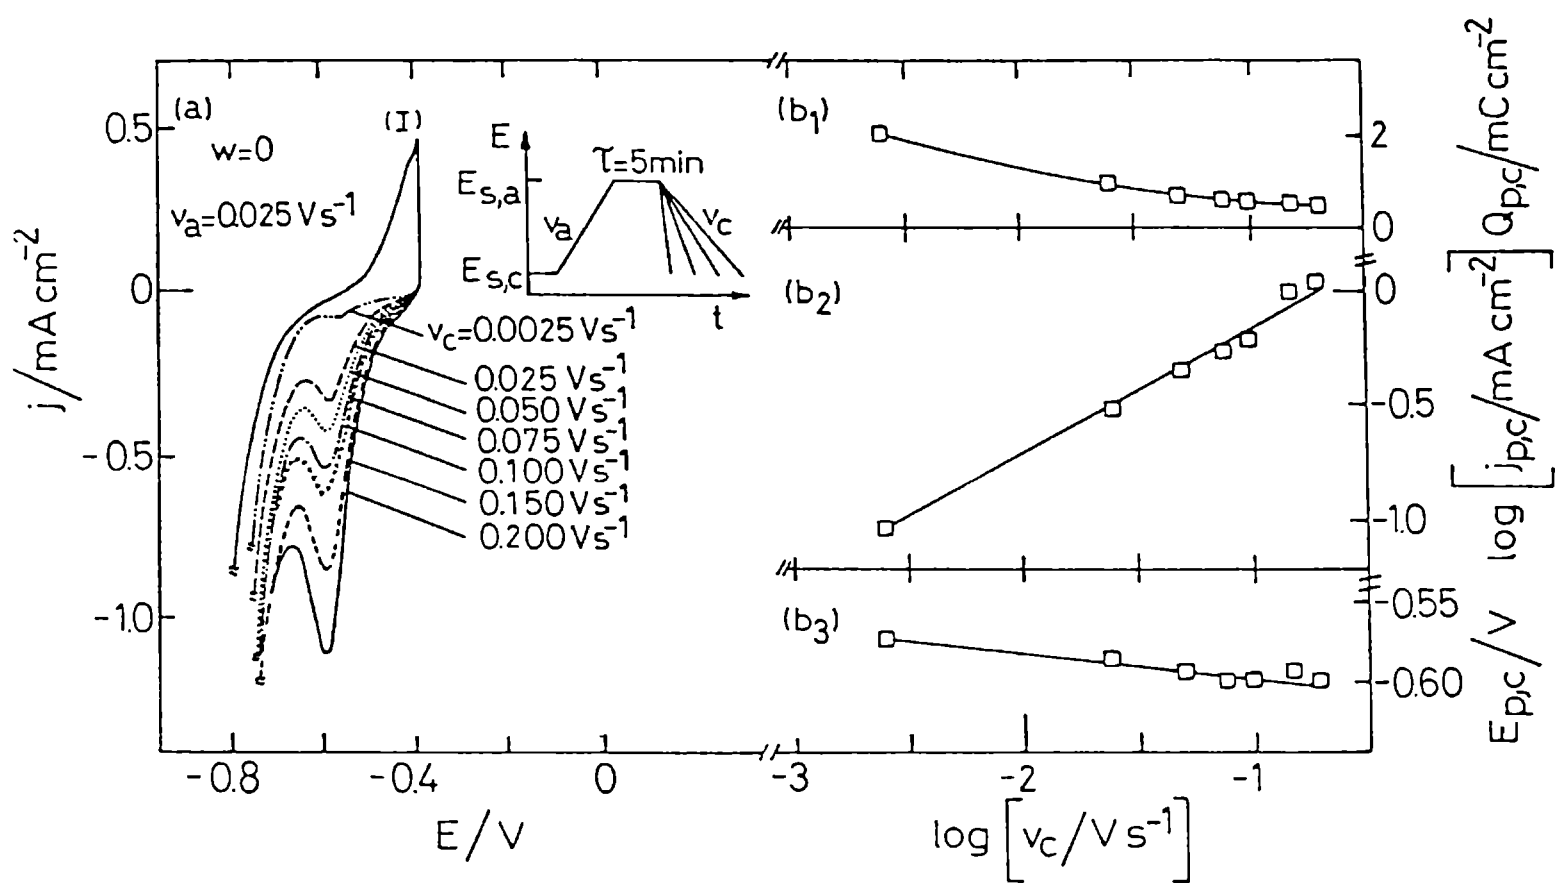 (a)
w=0
v_a=0.025 V s⁻¹
(I)
E
τ=5min
E_s,a
v_a
v_c
E_s,c
t
v_c=0.0025 V s⁻¹
0.025 V s⁻¹
0.050 V s⁻¹
0.075 V s⁻¹
0.100 V s⁻¹
0.150 V s⁻¹
0.200 V s⁻¹
0.5
0
-0.5
-1.0
j/mA cm⁻²
-0.8
-0.4
0
E/V
(b₁)
2
0
Q_p,c/mC cm⁻²
(b₂)
0
-0.5
-1.0
log [j_p,c/mA cm⁻²]
(b₃)
-0.55
-0.60
E_p,c/V
-3
-2
-1
log [v_c/V s⁻¹]